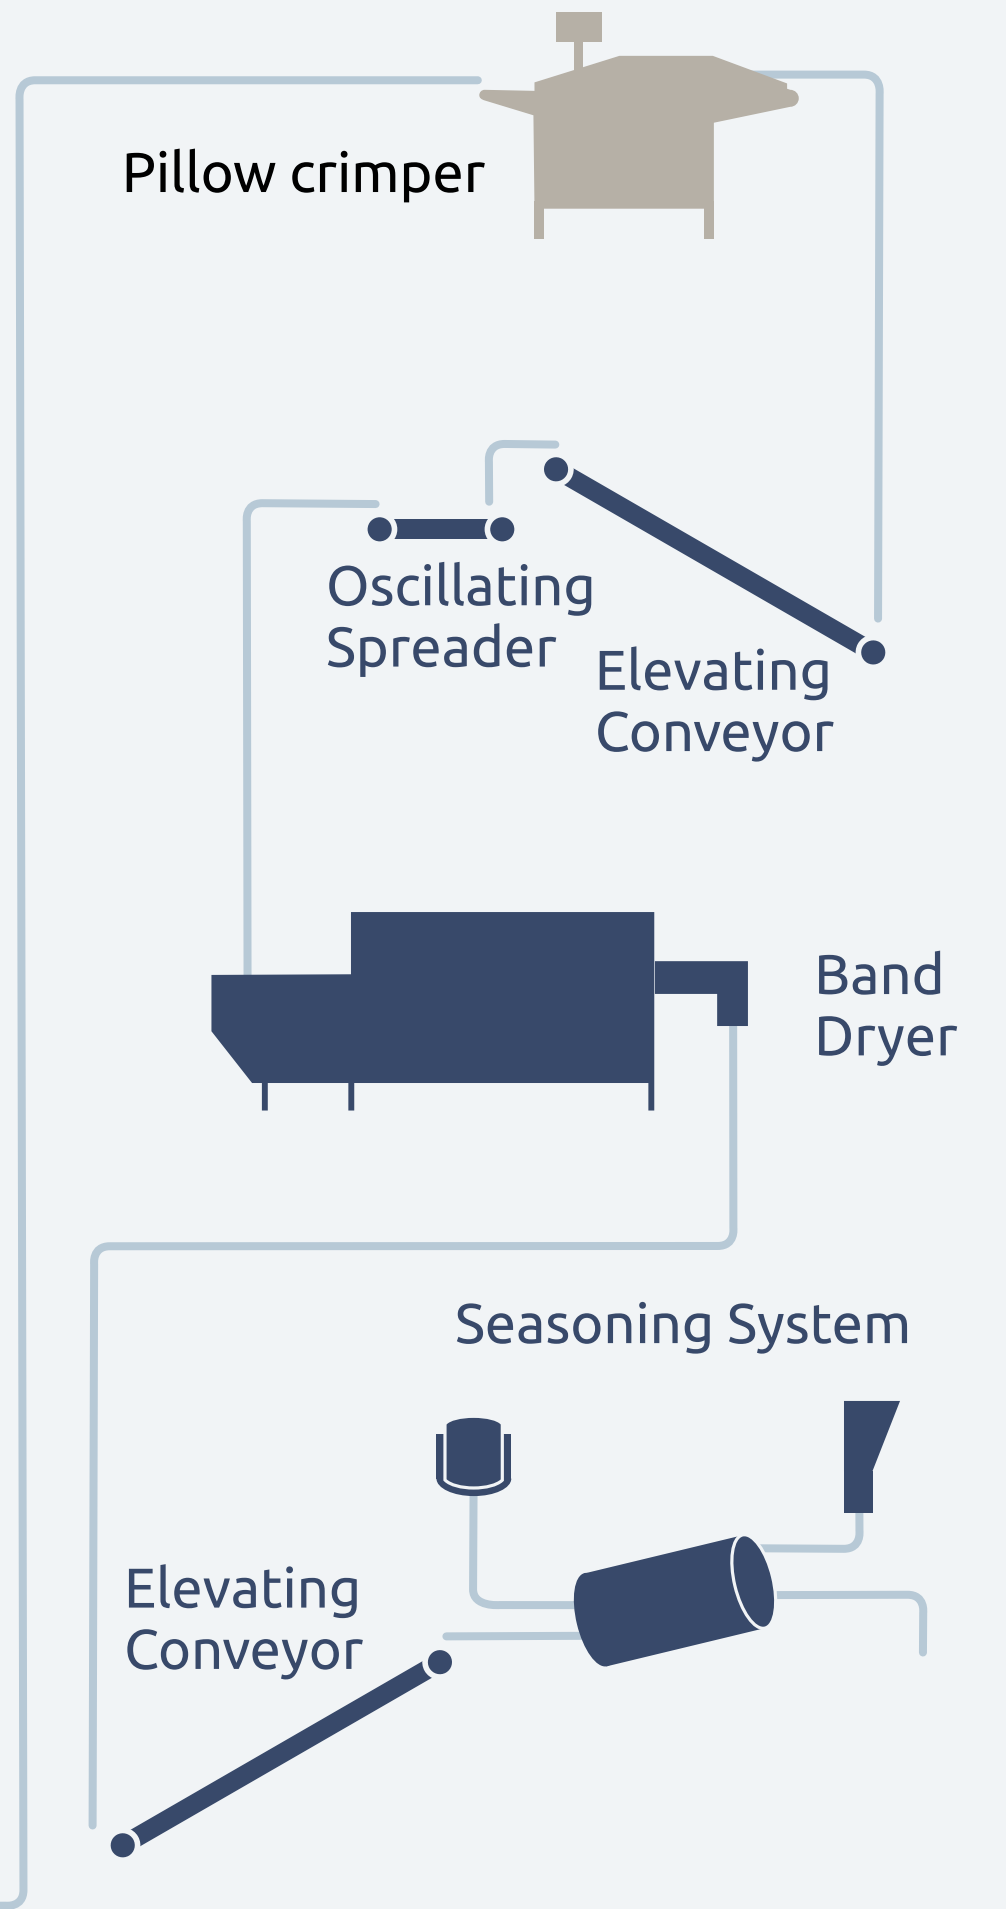 Pillow crimper
Oscillating
Spreader
Elevating
Conveyor
Band
Dryer
Seasoning System
Elevating
Conveyor